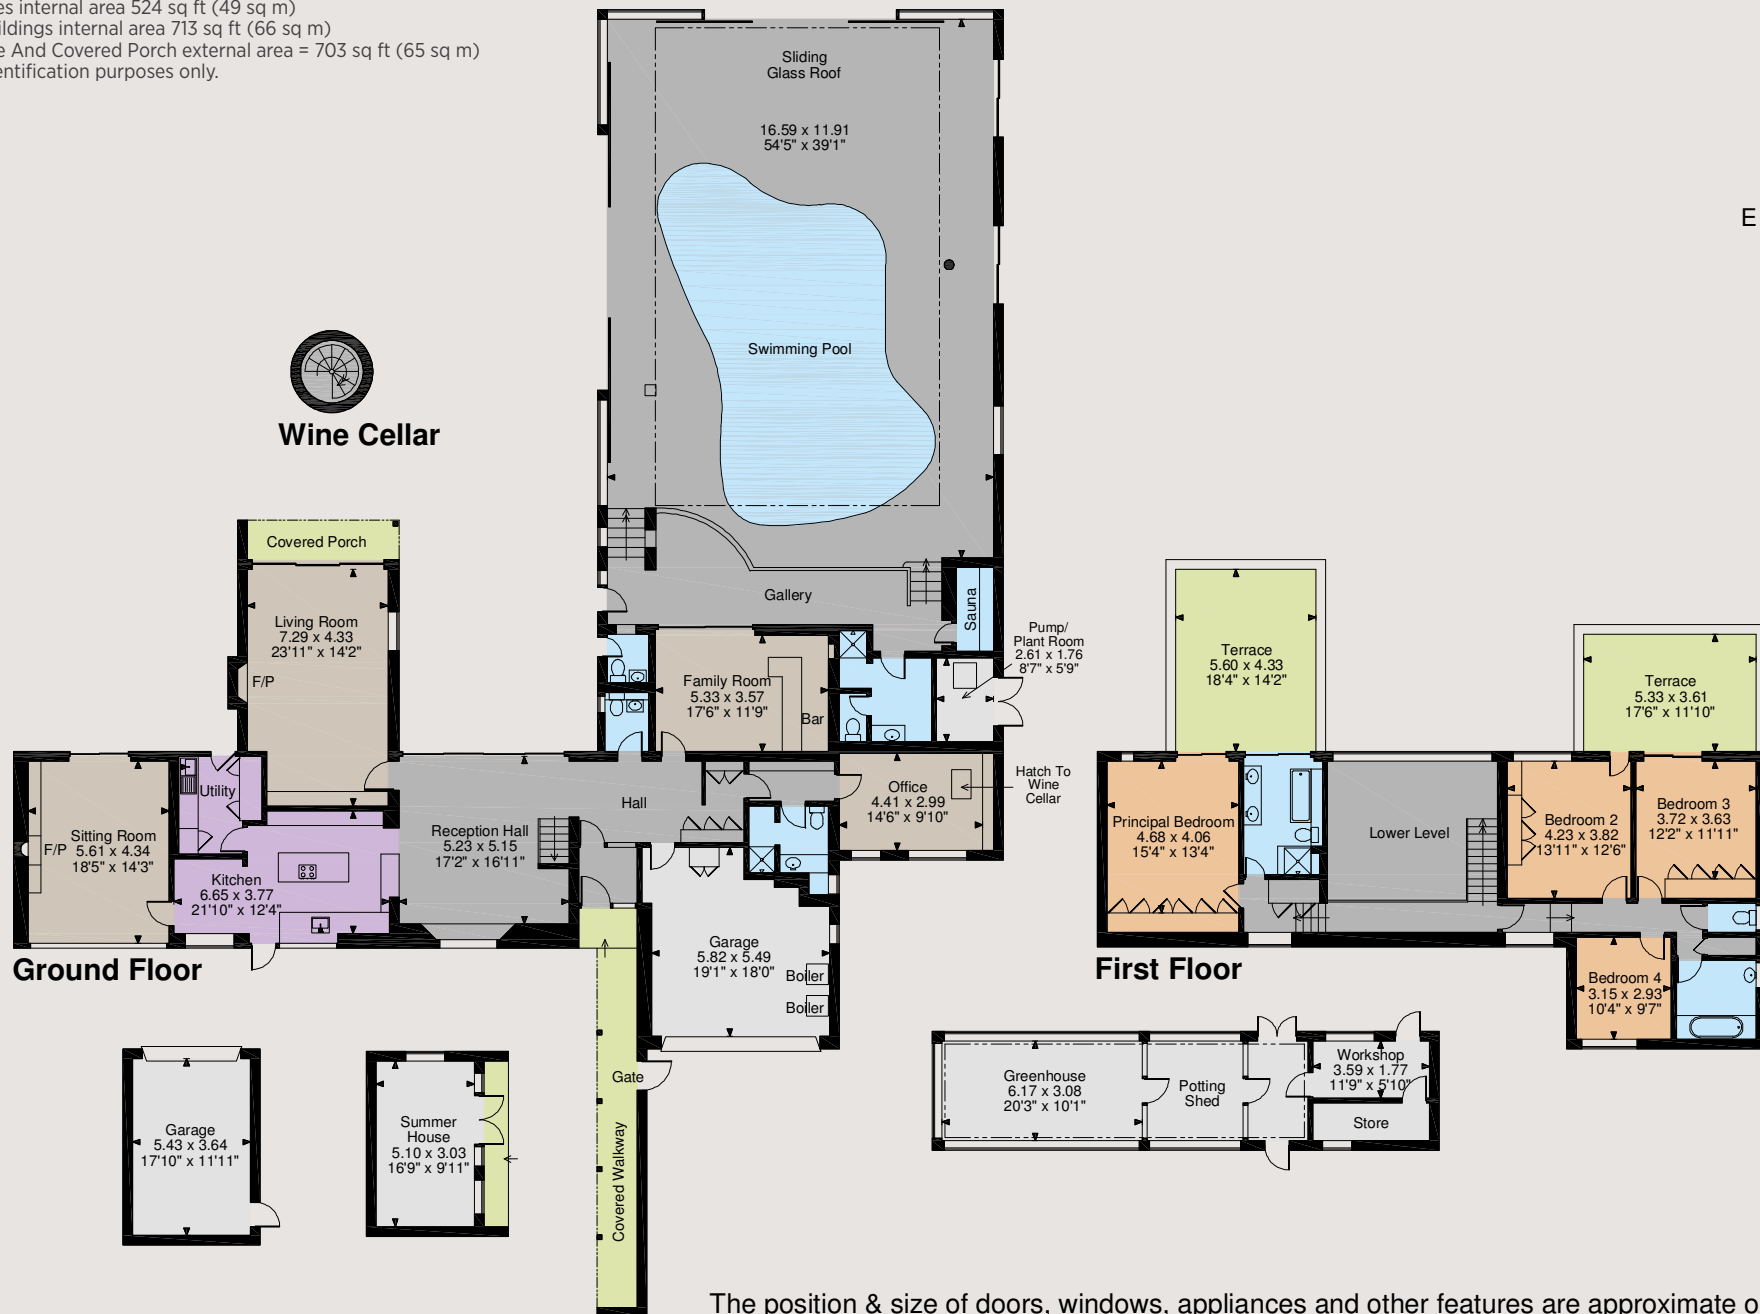 es internal area 524 sq ft (49 sq m)
ildings internal area 713 sq ft (66 sq m)
e And Covered Porch external area = 703 sq ft (65 sq m)
entification purposes only.
Sliding
Glass Roof
16.59 x 11.91
54'5" x 39'1"
E
Swimming Pool
Wine Cellar
Covered Porch
Gallery
Sauna
Living Room
7.29 x 4.33
23'11" x 14'2"
F/P
Pump/
Plant Room
2.61 x 1.76
8'7" x 5'9"
Family Room
5.33 x 3.57
17'6" x 11'9"
Bar
Terrace
5.60 x 4.33
18'4" x 14'2"
Terrace
5.33 x 3.61
17'6" x 11'10"
Utility
Hall
Office
4.41 x 2.99
14'6" x 9'10"
Hatch To
Wine
Cellar
Sitting Room
5.61 x 4.34
18'5" x 14'3"
F/P
Reception Hall
5.23 x 5.15
17'2" x 16'11"
Kitchen
6.65 x 3.77
21'10" x 12'4"
Principal Bedroom
4.68 x 4.06
15'4" x 13'4"
Lower Level
Bedroom 2
4.23 x 3.82
13'11" x 12'6"
Bedroom 3
3.72 x 3.63
12'2" x 11'11"
Garage
5.82 x 5.49
19'1" x 18'0"
Boiler
Boiler
Ground Floor
First Floor
Bedroom 4
3.15 x 2.93
10'4" x 9'7"
Gate
Covered Walkway
Garage
5.43 x 3.64
17'10" x 11'11"
Summer
House
5.10 x 3.03
16'9" x 9'11"
Greenhouse
6.17 x 3.08
20'3" x 10'1"
Potting
Shed
Workshop
3.59 x 1.77
11'9" x 5'10"
Store
The position & size of doors, windows, appliances and other features are approximate o